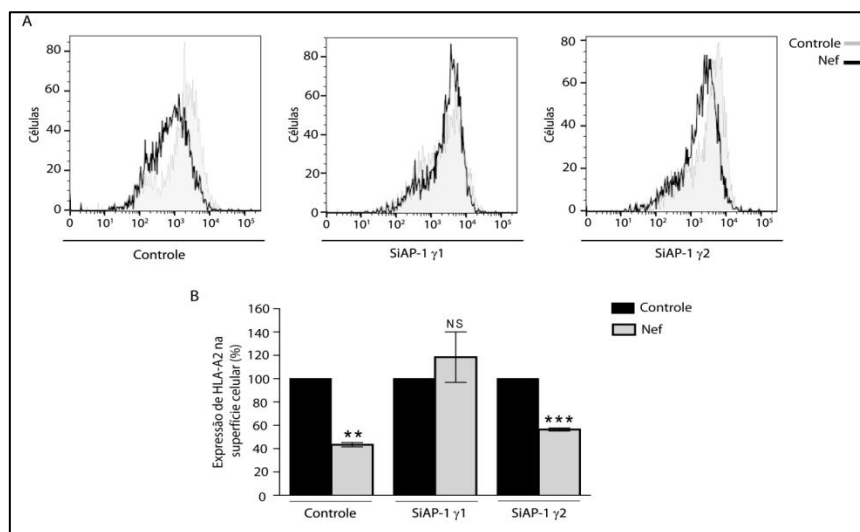 A
80
60
40
20
0
Células
0 10¹ 10² 10³ 10⁴ 10⁵
Controle
80
60
40
20
0
Células
0 10¹ 10² 10³ 10⁴ 10⁵
SiAP-1 γ1
80
60
40
20
0
Células
0 10¹ 10² 10³ 10⁴ 10⁵
SiAP-1 γ2
Controle
Nef
B
Expressão de HLA-A2 na
superfície celular (%)
160
140
120
100
80
60
40
20
0
**
NS
***
Controle
SiAP-1 γ1
SiAP-1 γ2
Controle
Nef